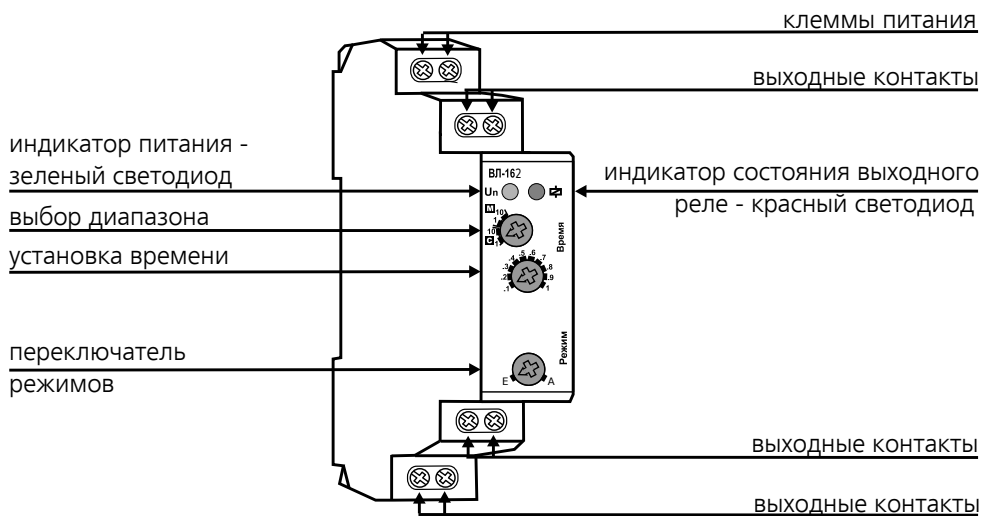 клеммы питания
выходные контакты
индикатор питания -
зеленый светодиод
выбор диапазона
установка времени
переключатель
режимов
ВЛ-162
Un
М 10
1
10
С 1
Время
.1 .2 .3 .4 .5 .6 .7 .8 .9 1
Режим
E A
индикатор состояния выходного
реле - красный светодиод
выходные контакты
выходные контакты